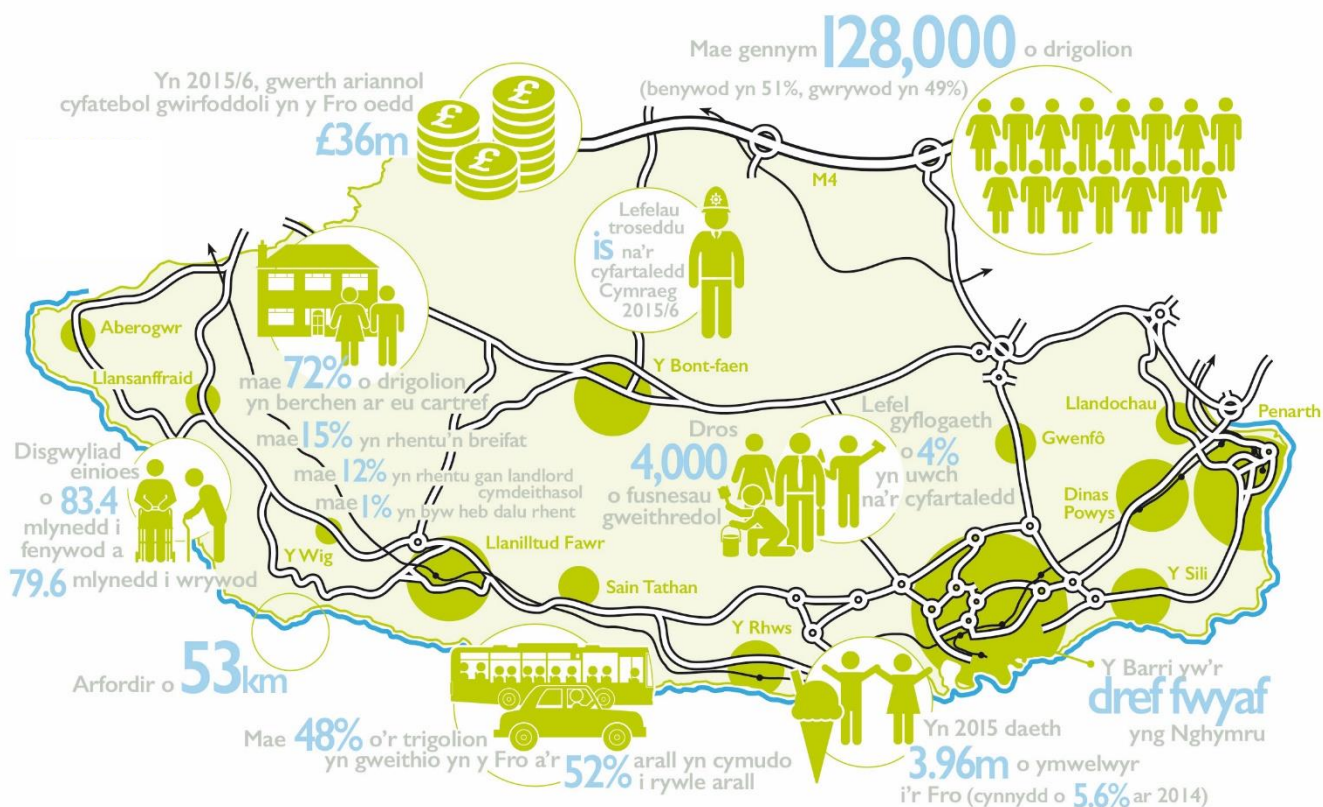 Mae gennym 128,000 o drigolion
(benywod yn 51%, gwrywod yn 49%)
Yn 2015/6, gwerth ariannol
cyfatebol gwirfoddoli yn y Fro oedd
£36m
£
£
£
M4
Lefelau
troseddu
is na'r
cyfartaledd
Cymraeg
2015/6
Aberogwr
Llansanffraid
Y Bont-faen
mae 72% o drigolion
yn berchen ar eu cartref
mae 15% yn rhentu'n breifat
mae 12% yn rhentu gan landlord
cymdeithasol
mae 1% yn byw heb dalu rhent
Dros
4,000
o fusnesau
gweithredol
Lefel
gyflogaeth
o 4%
yn uwch
na'r cyfartaledd
Gwenfô
Llandochau
Penarth
Dinas
Powys
Disgwyliad
einioes
o 83.4
mlynedd i
fenywod a
79.6 mlynedd i wrywod
Y Wig
Llanilltud Fawr
Sain Tathan
Y Rhws
Y Sili
Arfordir o 53km
Mae 48% o'r trigolion
yn gweithio yn y Fro a'r 52% arall yn cymudo
i rywle arall
Y Barri yw'r
dref fwyaf
yng Nghymru
Yn 2015 daeth
3.96m o ymwelwyr
i'r Fro (cynnydd o 5.6% ar 2014)